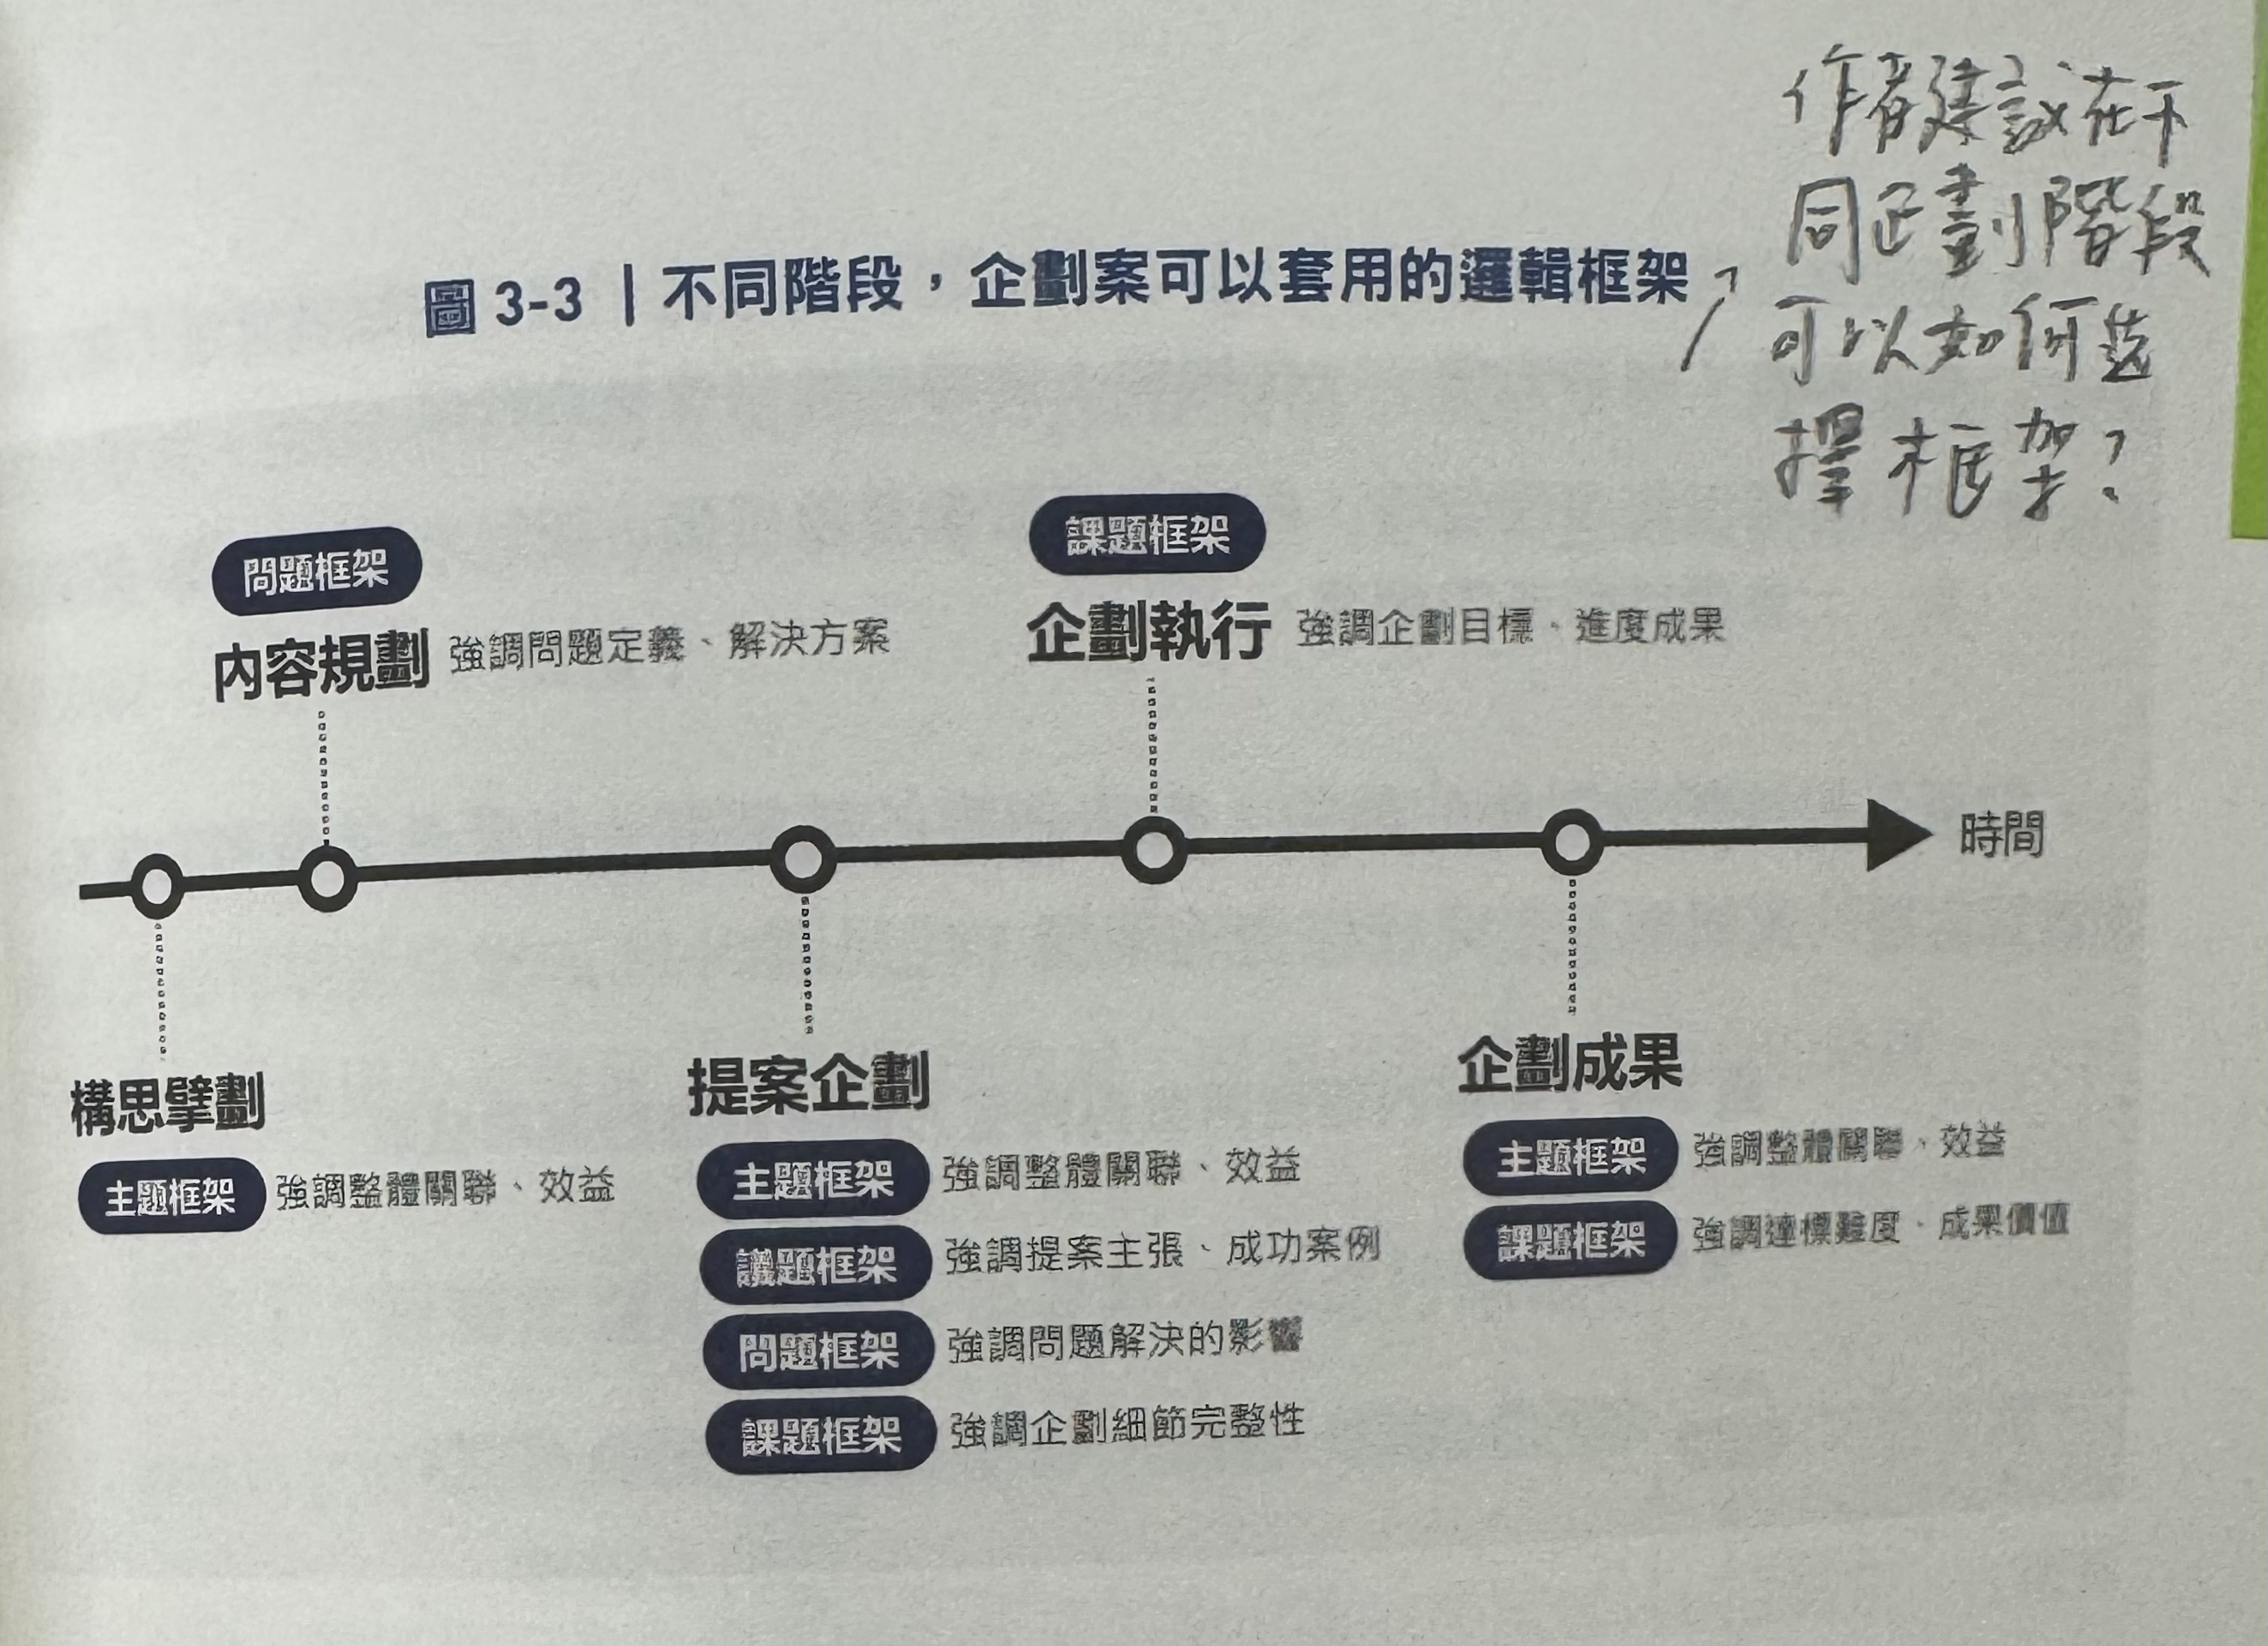 作者建議在不
同企劃階段
可以如何選
擇框架?
圖 3-3｜不同階段，企劃案可以套用的邏輯框架
問題框架
內容規劃 強調問題定義、解決方案
課題框架
企劃執行 強調企劃目標、進度成果
時間
構思擘劃
主題框架 強調整體關聯、效益
提案企劃
主題框架 強調整體關聯、效益
議題框架 強調提案主張、成功案例
問題框架 強調問題解決的影響
課題框架 強調企劃細節完整性
企劃成果
主題框架 強調整體關聯、效益
課題框架 強調達標難度、成果價值